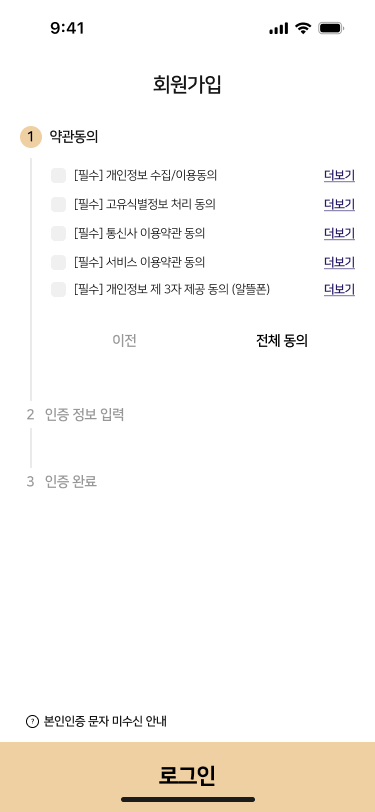 9:41
회원가입
1 약관동의
[필수] 개인정보 수집/이용동의 더보기
[필수] 고유식별정보 처리 동의 더보기
[필수] 통신사 이용약관 동의 더보기
[필수] 서비스 이용약관 동의 더보기
[필수] 개인정보 제 3자 제공 동의 (알뜰폰) 더보기
이전 전체 동의
2 인증 정보 입력
3 인증 완료
? 본인인증 문자 미수신 안내
로그인